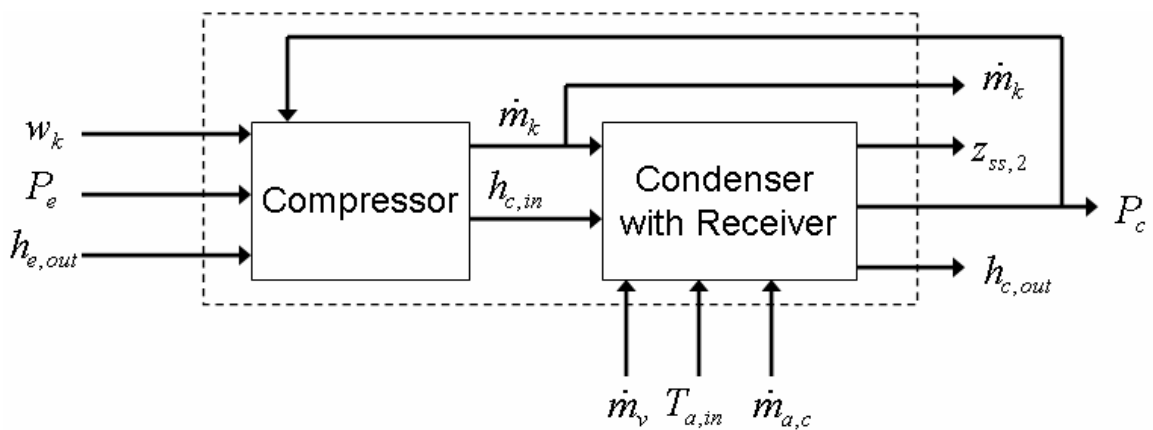 ṁ_k
ṁ_k
w_k
z_ss,2
P_e
Compressor
h_c,in
Condenser
with Receiver
P_c
h_e,out
h_c,out
ṁ_v
T_a,in
ṁ_a,c